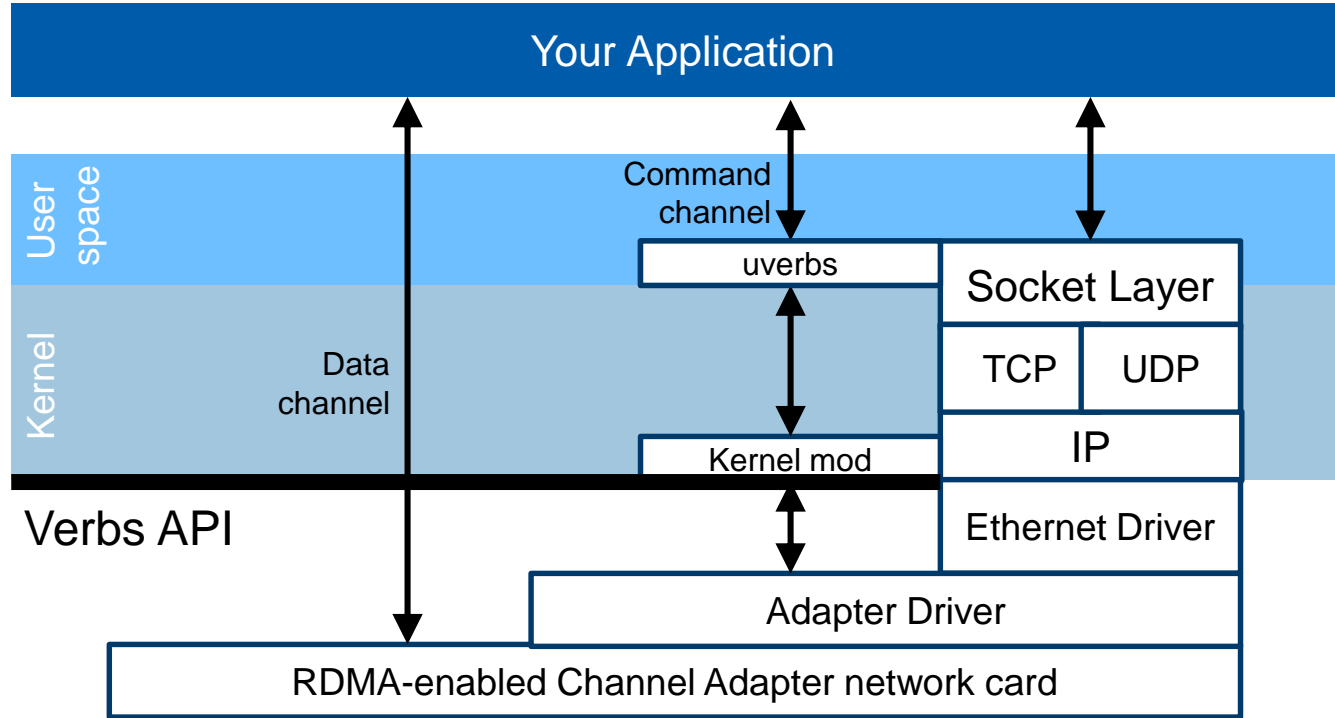 Your Application
User
space
Command
channel
uverbs
Socket Layer
Kernel
Data
channel
TCP
UDP
Kernel mod
IP
Verbs API
Ethernet Driver
Adapter Driver
RDMA-enabled Channel Adapter network card